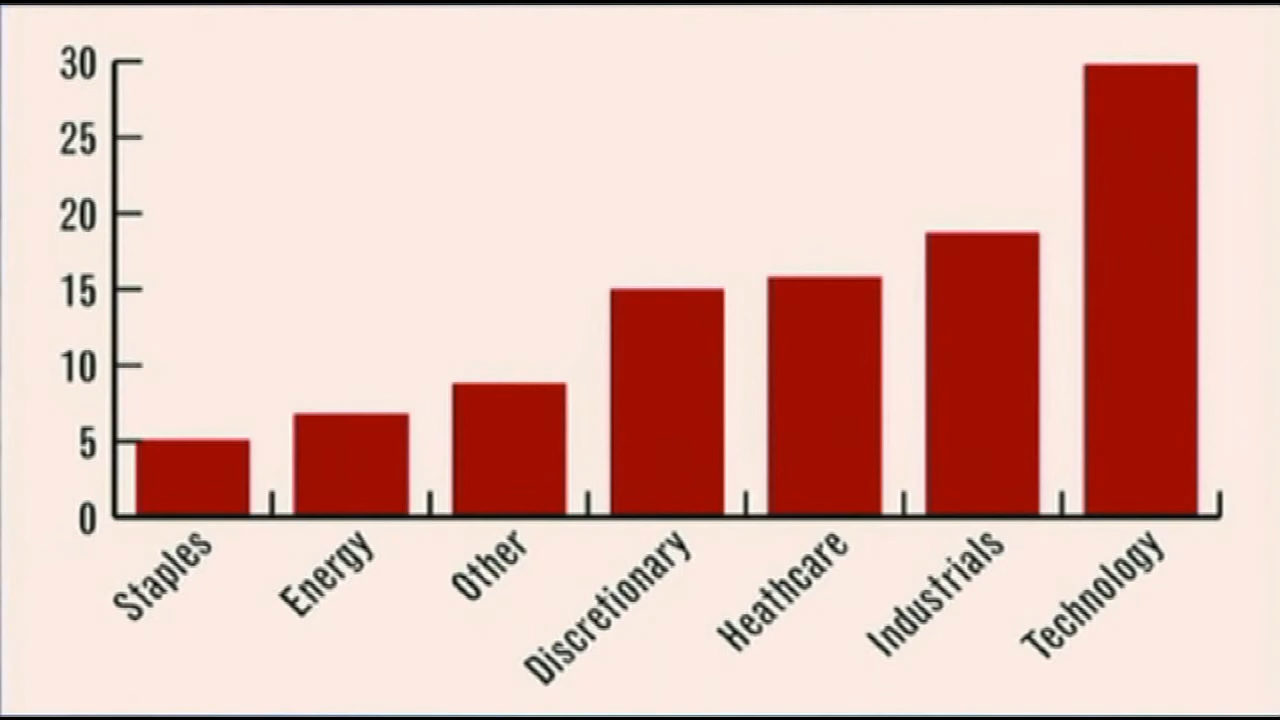 30
25
20
15
10
5
0
Staples
Energy
Other
Discretionary
Heathcare
Industrials
Technology